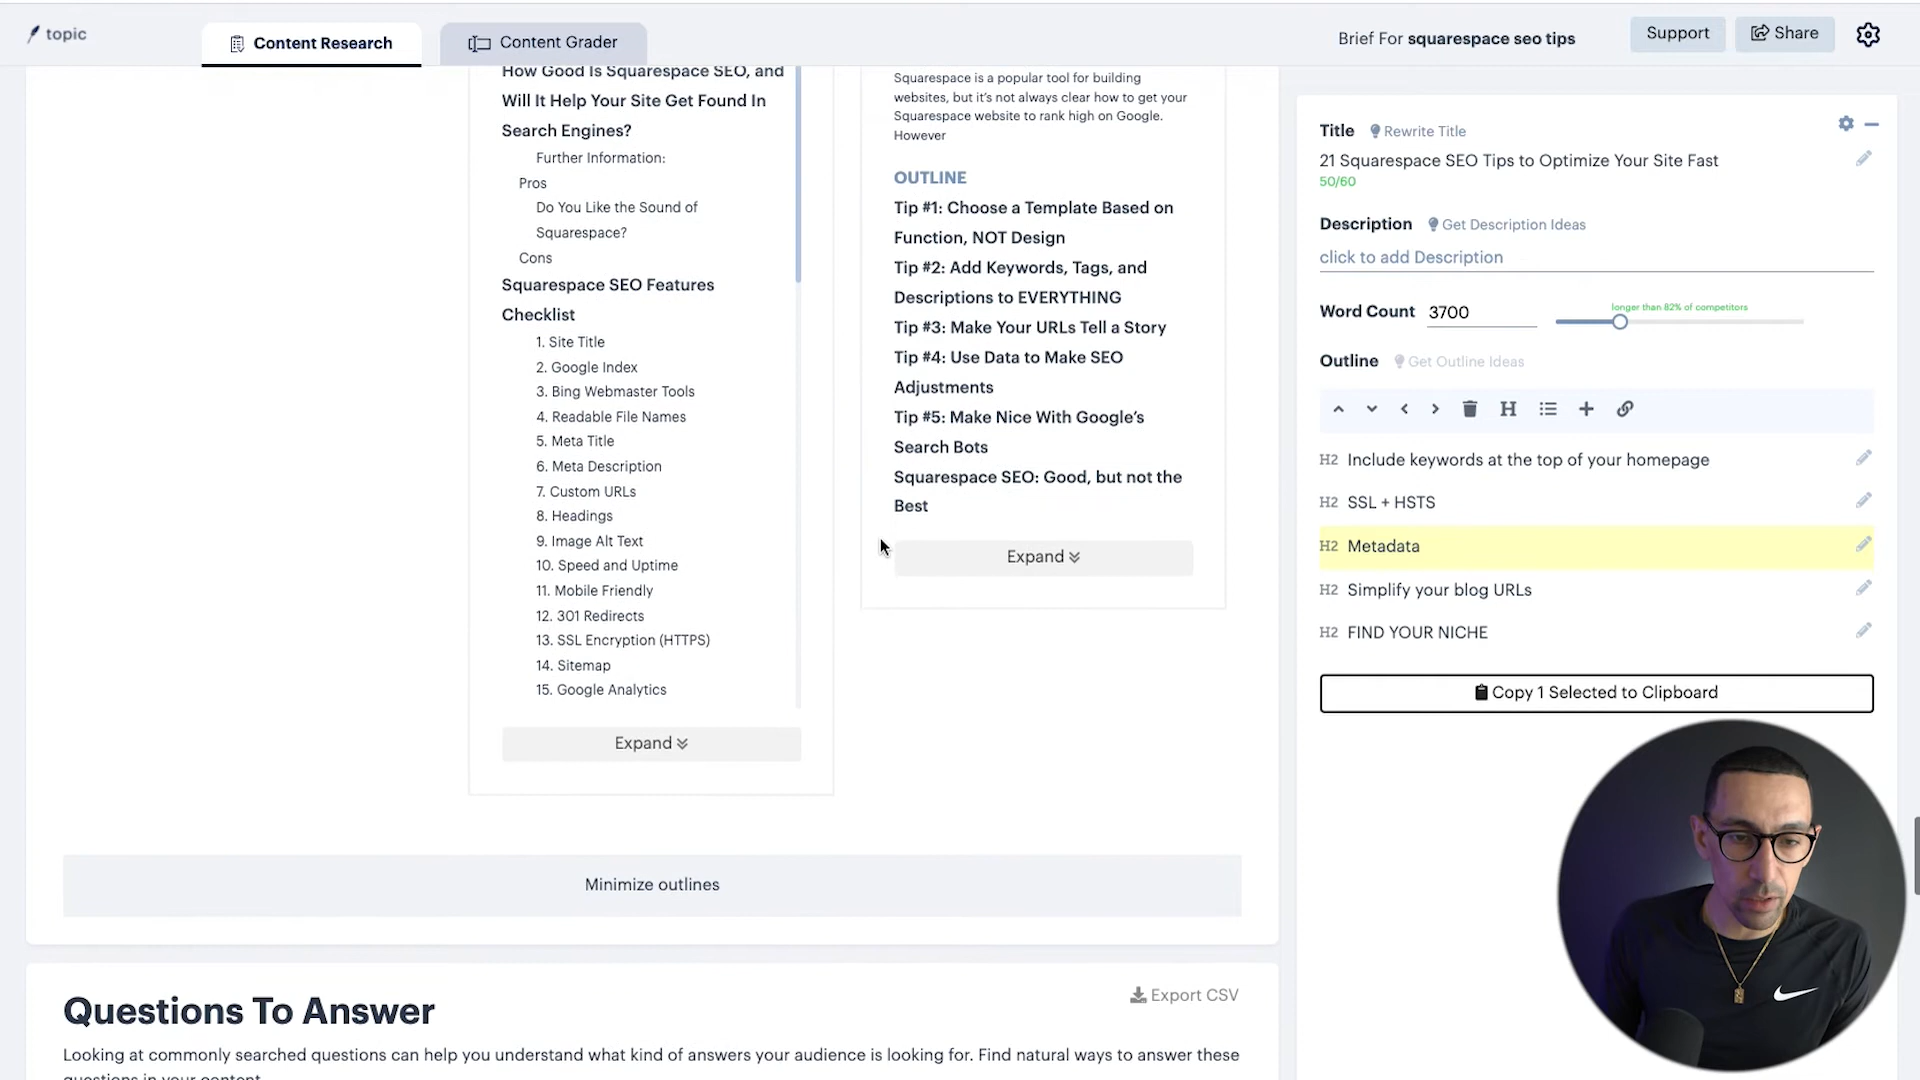 topic
Content Research
Content Grader
Brief For squarespace seo tips
Support
Share
How Good Is Squarespace SEO, and
Will It Help Your Site Get Found In
Search Engines?
Further Information:
Pros
Do You Like the Sound of
Squarespace?
Cons
Squarespace SEO Features
Checklist
1. Site Title
2. Google Index
3. Bing Webmaster Tools
4. Readable File Names
5. Meta Title
6. Meta Description
7. Custom URLs
8. Headings
9. Image Alt Text
10. Speed and Uptime
11. Mobile Friendly
12. 301 Redirects
13. SSL Encryption (HTTPS)
14. Sitemap
15. Google Analytics
Expand
Squarespace is a popular tool for building
websites, but it’s not always clear how to get your
Squarespace website to rank high on Google.
However
OUTLINE
Tip #1: Choose a Template Based on
Function, NOT Design
Tip #2: Add Keywords, Tags, and
Descriptions to EVERYTHING
Tip #3: Make Your URLs Tell a Story
Tip #4: Use Data to Make SEO
Adjustments
Tip #5: Make Nice With Google’s
Search Bots
Squarespace SEO: Good, but not the
Best
Expand
Minimize outlines
Questions To Answer
Export CSV
Looking at commonly searched questions can help you understand what kind of answers your audience is looking for. Find natural ways to answer these
questions in your content
Title Rewrite Title
21 Squarespace SEO Tips to Optimize Your Site Fast
50/60
Description Get Description Ideas
click to add Description
Word Count 3700
longer than 82% of competitors
Outline Get Outline Ideas
H
H2 Include keywords at the top of your homepage
H2 SSL + HSTS
H2 Metadata
H2 Simplify your blog URLs
H2 FIND YOUR NICHE
Copy 1 Selected to Clipboard